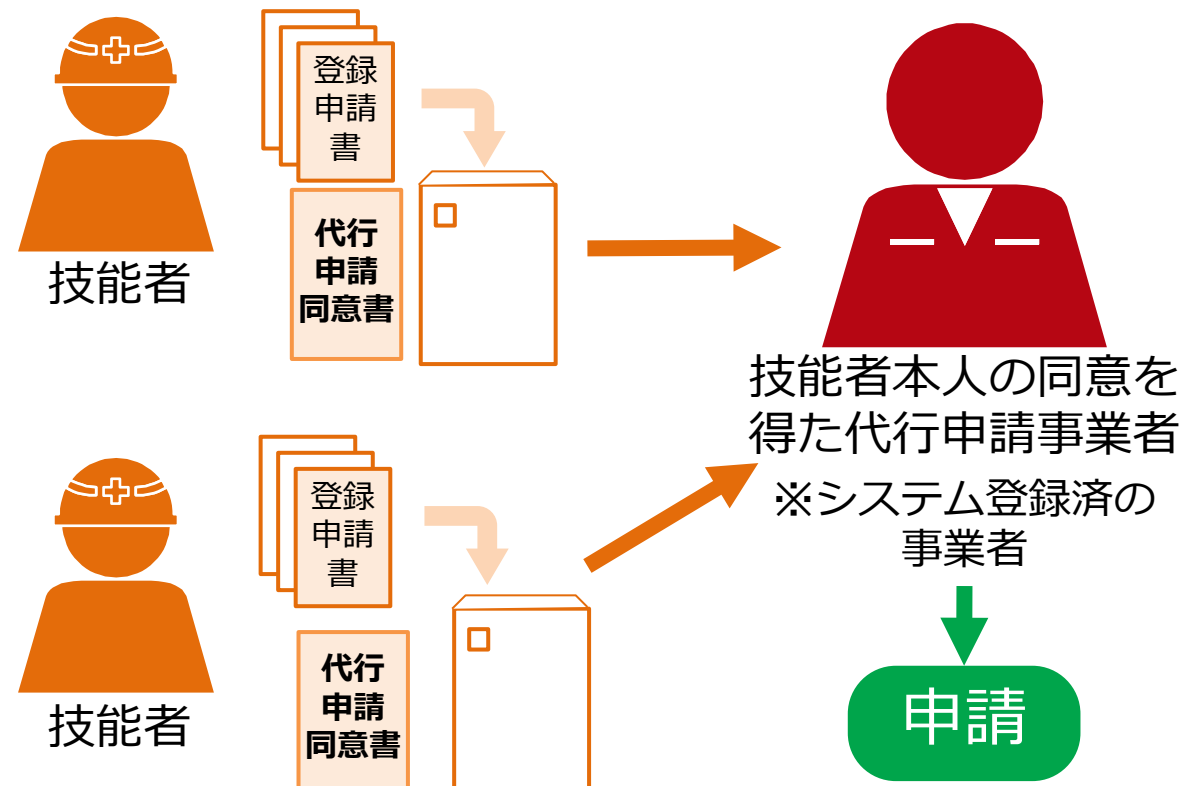 登録
申請
書
代行
申請
同意書
技能者
技能者本人の同意を
得た代行申請事業者
※システム登録済の
事業者
登録
申請
書
代行
申請
同意書
技能者
申請